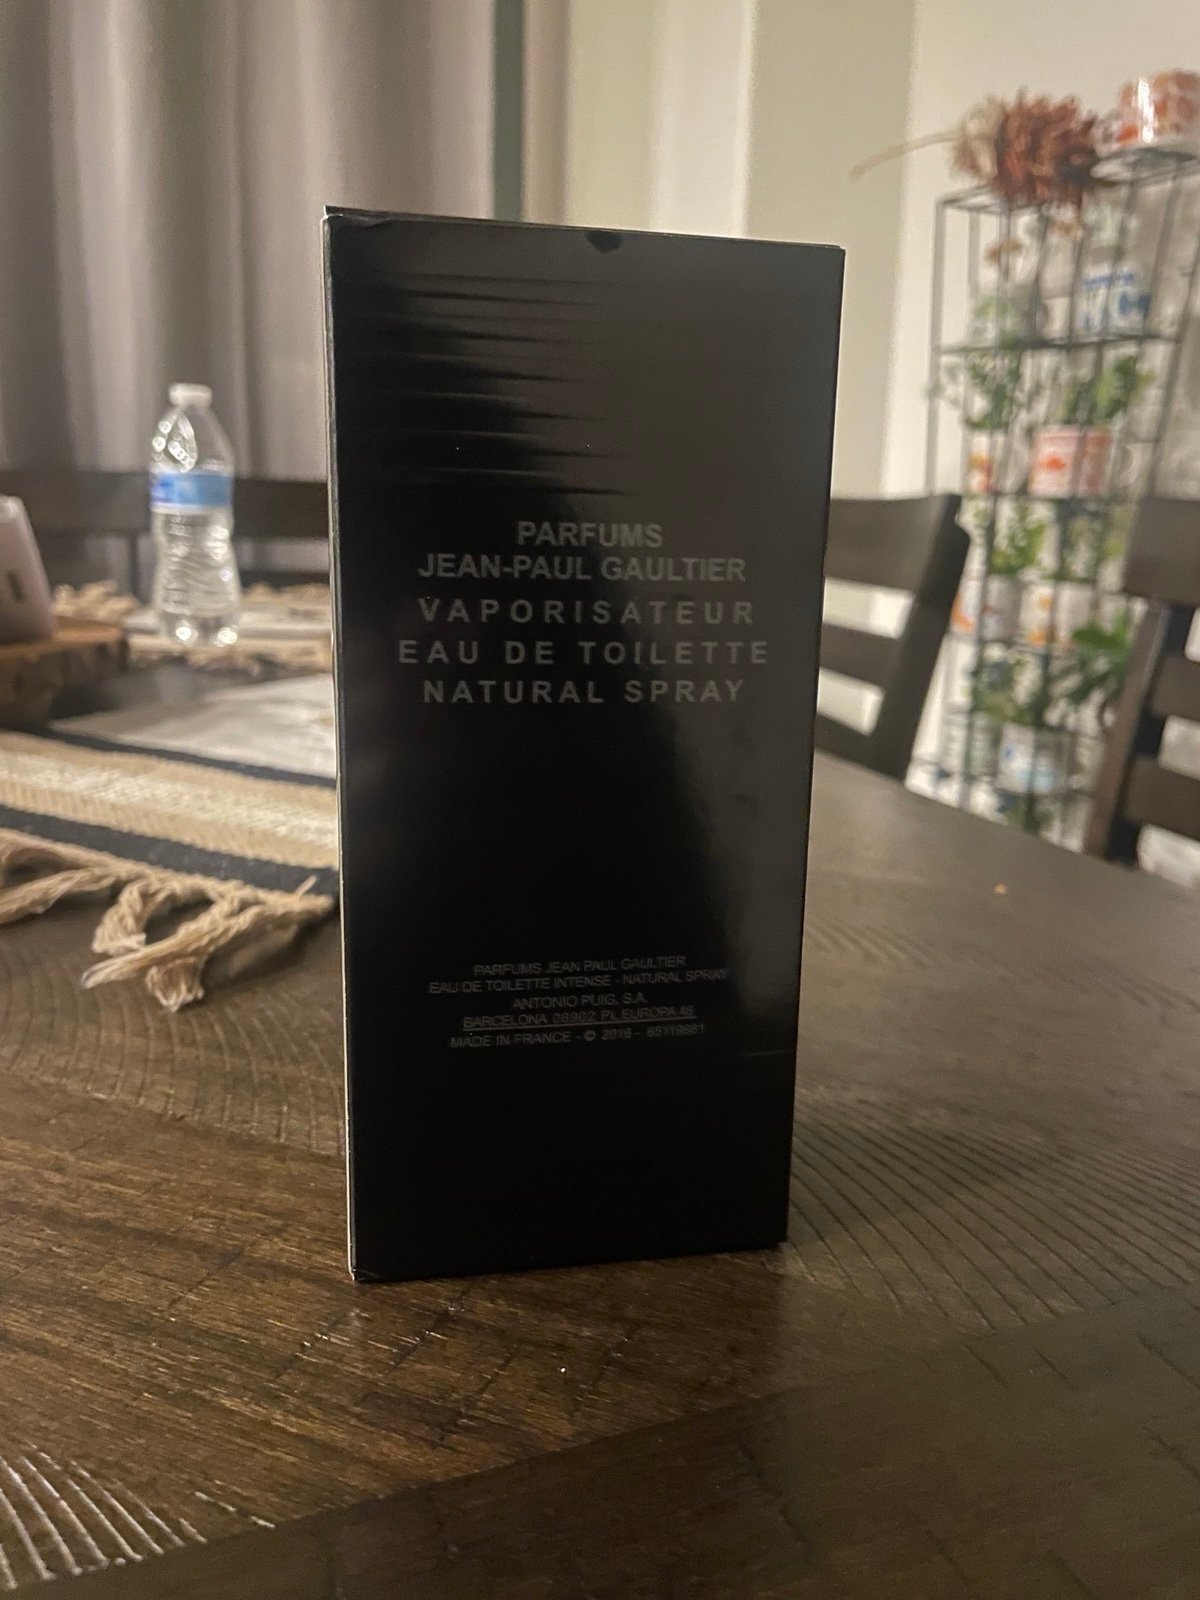 PARFUMS
JEAN-PAUL GAULTIER
VAPORISATEUR
EAU DE TOILETTE
NATURAL SPRAY
PARFUMS JEAN PAUL GAULTIER
EAU DE TOILETTE INTENSE - NATURAL SPRAY
ANTONIO PUIG, S.A.
BARCELONA 08902 PL, EUROPA 46
MADE IN FRANCE - © 2016 - 65119981